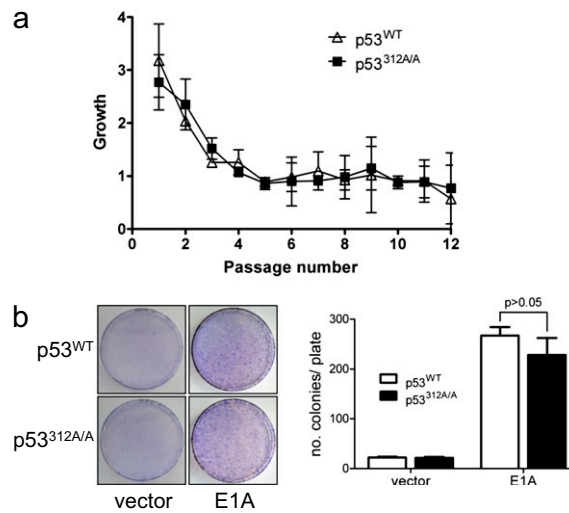 a
4
3
2
1
0
Growth
p53WT
p53312A/A
0 2 4 6 8 10 12
Passage number
b
p53WT
p53312A/A
vector E1A
no. colonies/ plate
300
200
100
0
p>0.05
p53WT
p53312A/A
vector E1A